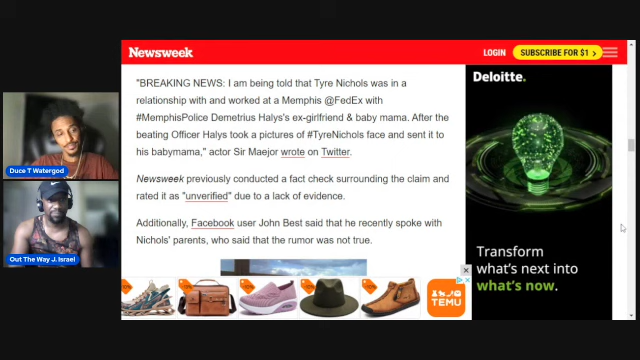 Newsweek
LOGIN
SUBSCRIBE FOR $1 >
"BREAKING NEWS: I am being told that Tyre Nichols was in a
relationship with and worked at a Memphis @FedEx with
#MemphisPolice Demetrius Halys's ex-girlfriend & baby mama. After the
beating Officer Halys took a pictures of #TyreNichols face and sent it to
his babymama," actor Sir Maejor wrote on Twitter.
Newsweek previously conducted a fact check surrounding the claim and
rated it as "unverified" due to a lack of evidence.
Additionally, Facebook user John Best said that he recently spoke with
Nichols' parents, who said that the rumor was not true.
Deloitte.
Transform
what's next into
what's now.
TEMU
Duce T Watergod
Out The Way J. Israel